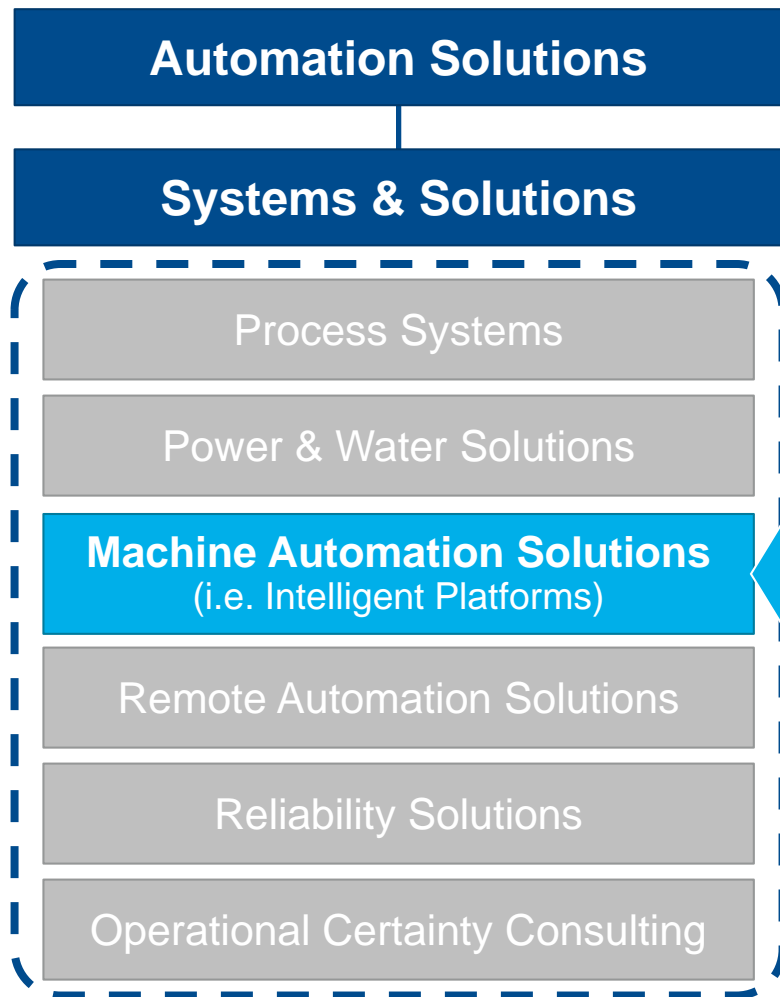 Automation Solutions
Systems & Solutions
Process Systems
Power & Water Solutions
Machine Automation Solutions
(i.e. Intelligent Platforms)
Remote Automation Solutions
Reliability Solutions
Operational Certainty Consulting